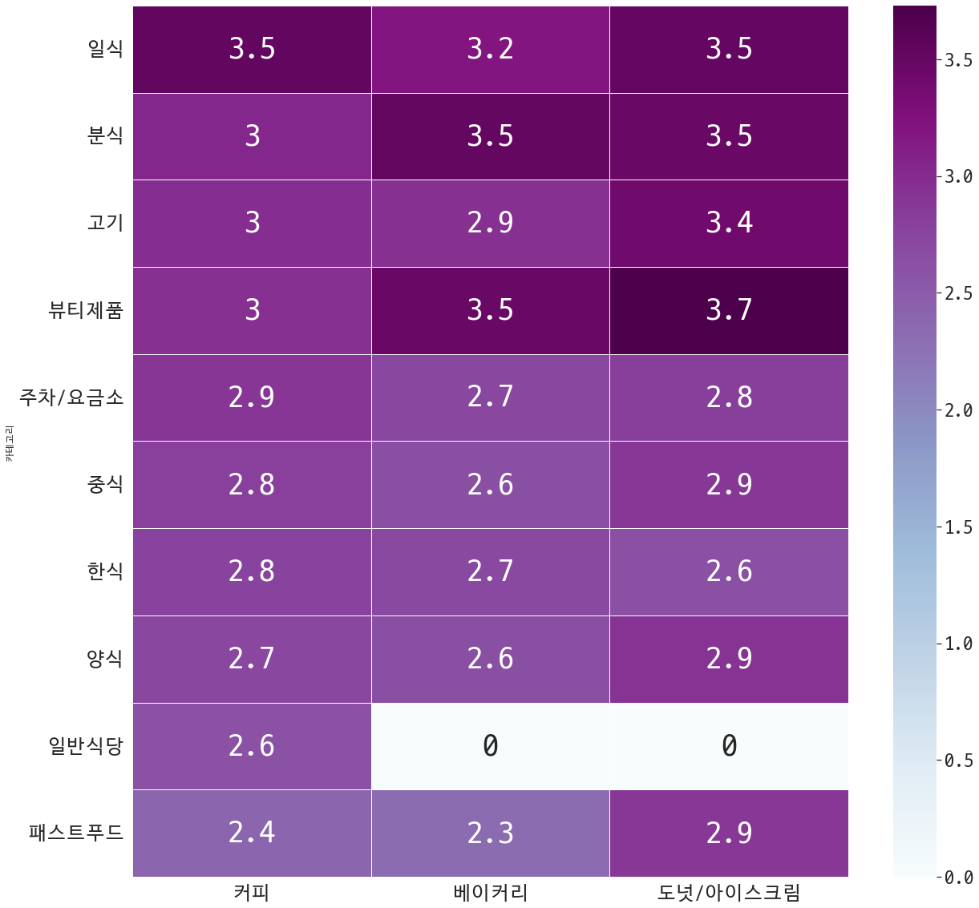 일식 3.5 3.2 3.5
분식 3 3.5 3.5
고기 3 2.9 3.4
뷰티제품 3 3.5 3.7
주차/요금소 2.9 2.7 2.8
카테고리
중식 2.8 2.6 2.9
한식 2.8 2.7 2.6
양식 2.7 2.6 2.9
일반식당 2.6 0 0
패스트푸드 2.4 2.3 2.9
커피 베이커리 도넛/아이스크림
3.5
3.0
2.5
2.0
1.5
1.0
0.5
0.0